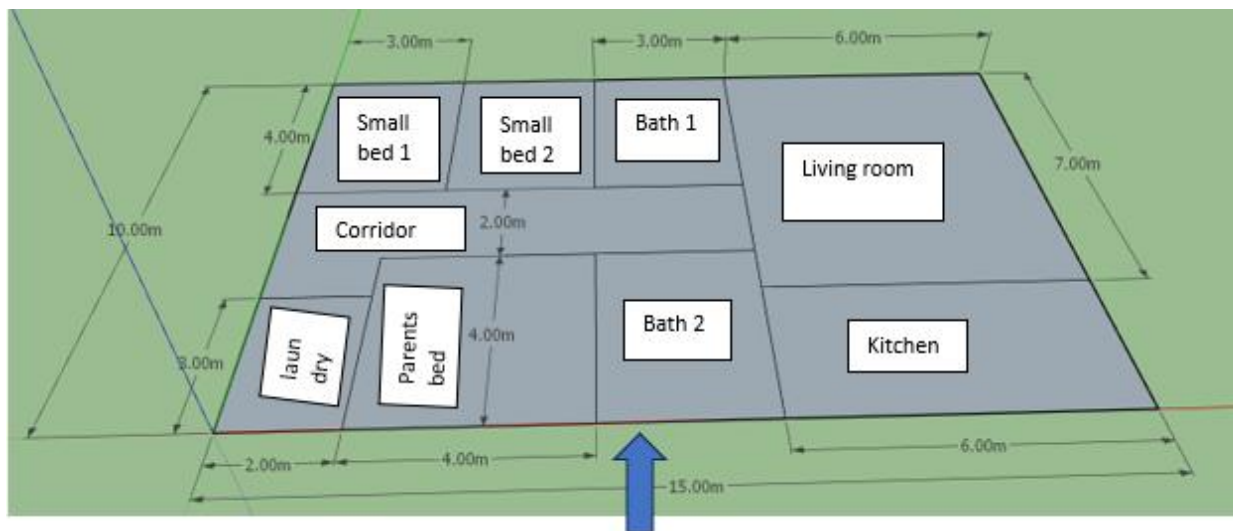 3.00m
3.00m
6.00m
4.00m
Small
bed 1
Small
bed 2
Bath 1
Living room
7.00m
10.00m
Corridor
2.00m
3.00m
laun
dry
Parents
bed
4.00m
Bath 2
Kitchen
2.00m
4.00m
6.00m
15.00m